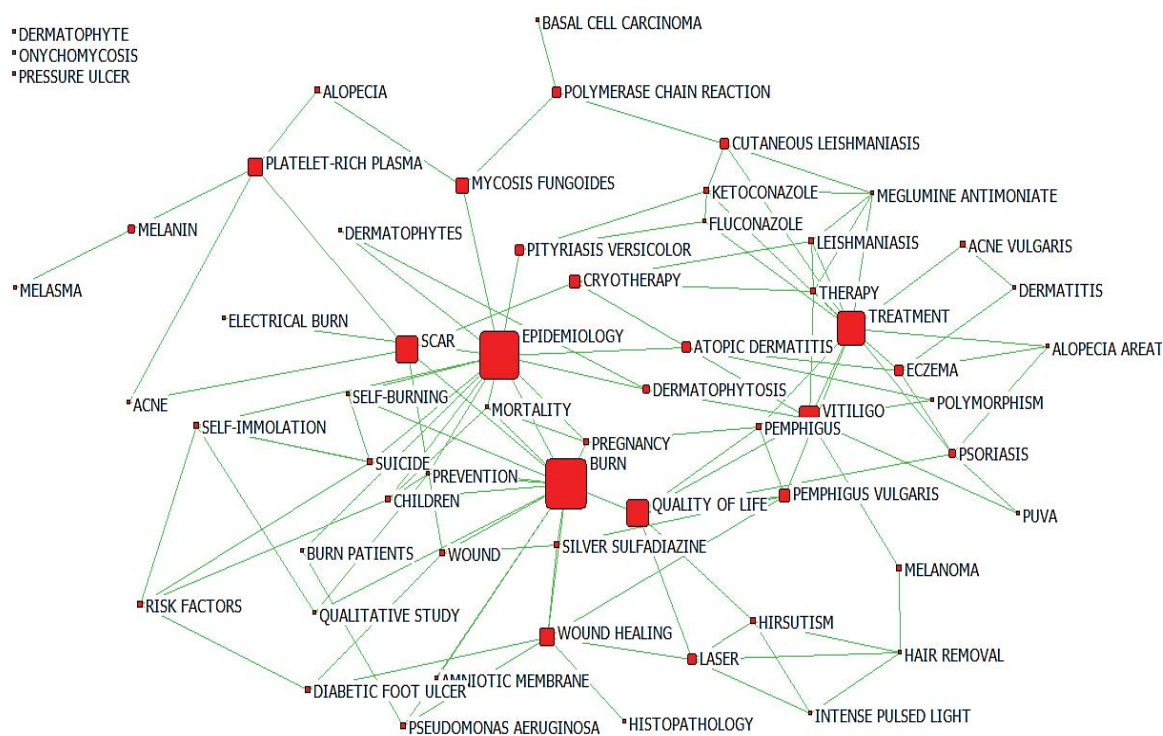 BASAL CELL CARCINOMA
DERMATOPHYTE
ONYCHOMYCOSIS
PRESSURE ULCER
ALOPECIA
POLYMERASE CHAIN REACTION
CUTANEOUS LEISHMANIASIS
PLATELET-RICH PLASMA
MYCOSIS FUNGOIDES
KETOCONAZOLE
MEGLUMINE ANTIMONIATE
FLUCONAZOLE
MELANIN
DERMATOPHYTES
PITYRIASIS VERSICOLOR
LEISHMANIASIS
ACNE VULGARIS
CRYOTHERAPY
MELASMA
THERAPY
DERMATITIS
ELECTRICAL BURN
EPIDEMIOLOGY
TREATMENT
SCAR
ATOPIC DERMATITIS
ALOPECIA AREAT
ECZEMA
DERMATOPHYTOSIS
SELF-BURNING
ACNE
MORTALITY
VITILIGO
POLYMORPHISM
SELF-IMMOLATION
PEMPHIGUS
PREGNANCY
PSORIASIS
SUICIDE
BURN
PREVENTION
CHILDREN
QUALITY OF LIFE
PEMPHIGUS VULGARIS
PUVA
BURN PATIENTS
WOUND
SILVER SULFADIAZINE
MELANOMA
RISK FACTORS
QUALITATIVE STUDY
HIRSUTISM
WOUND HEALING
LASER
HAIR REMOVAL
AMNIOTIC MEMBRANE
DIABETIC FOOT ULCER
PSEUDOMONAS AERUGINOSA
HISTOPATHOLOGY
INTENSE PULSED LIGHT